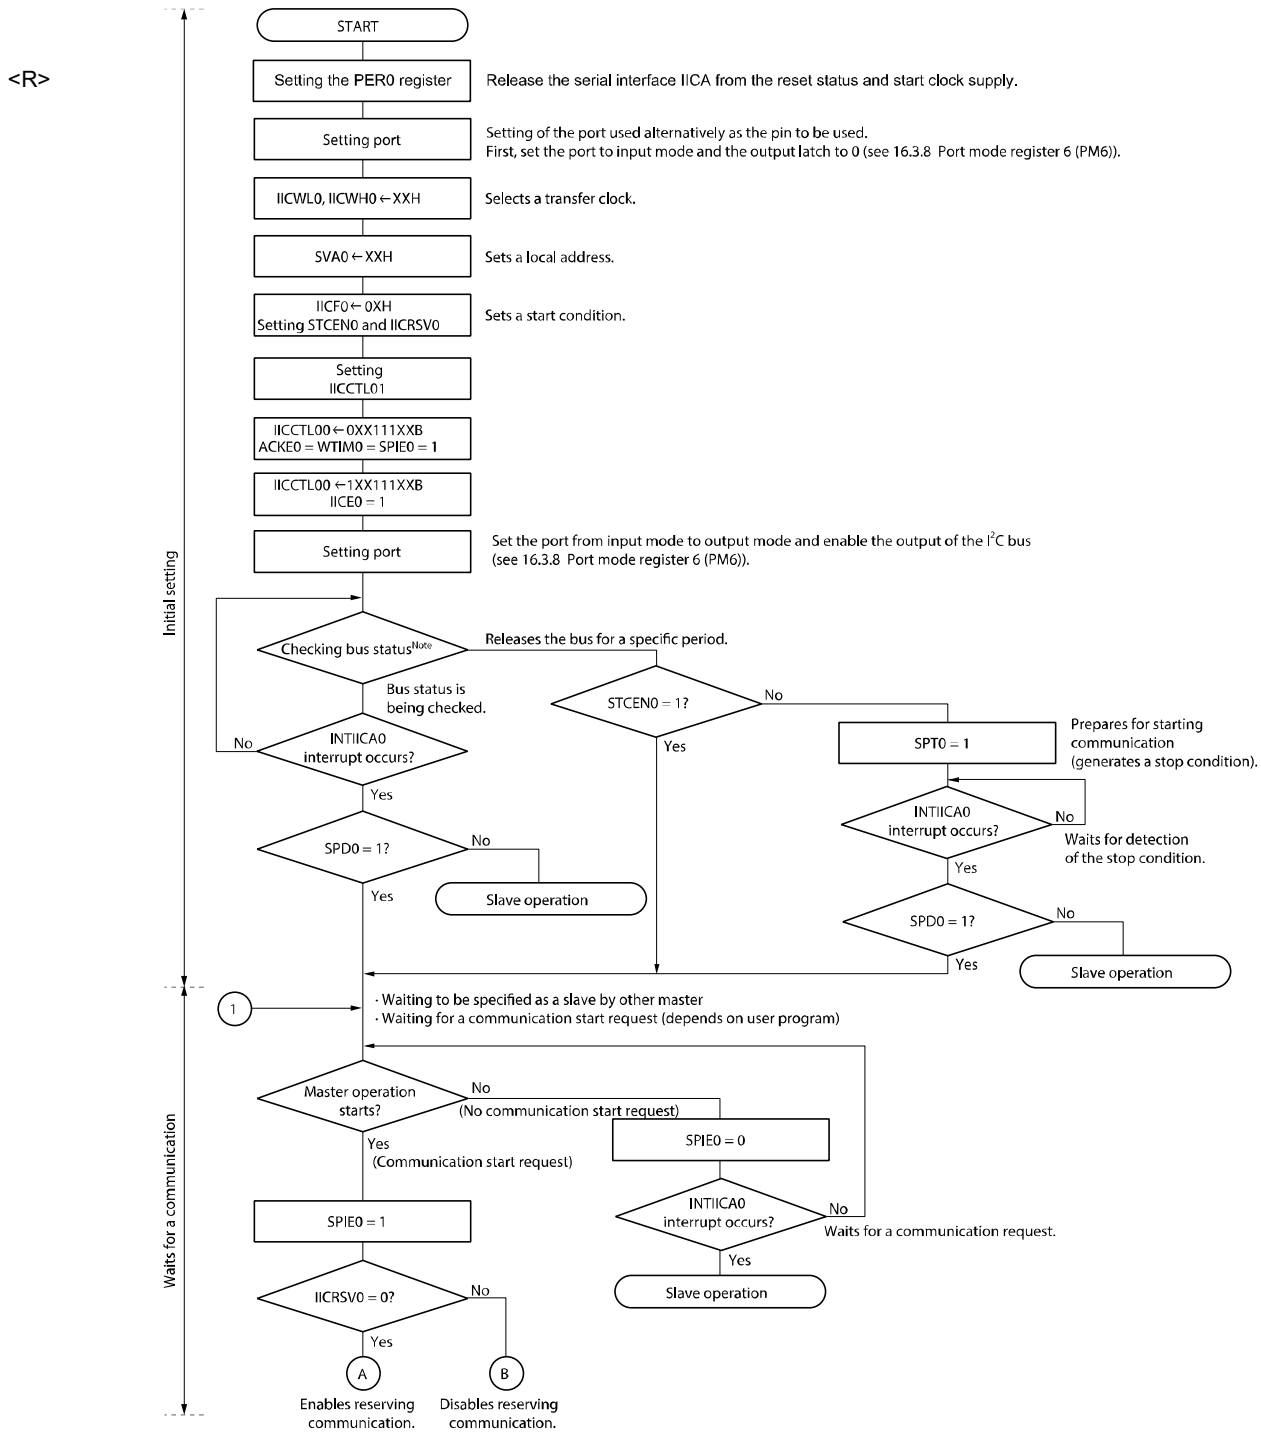 START
<R>
Setting the PER0 register
Release the serial interface IICA from the reset status and start clock supply.
Setting port
Setting of the port used alternatively as the pin to be used.
First, set the port to input mode and the output latch to 0 (see 16.3.8 Port mode register 6 (PM6)).
IICWL0, IICWH0 ← XXH
Selects a transfer clock.
SVA0 ← XXH
Sets a local address.
IICF0 ← 0XH
Setting STCEN0 and IICRSV0
Sets a start condition.
Setting
IICCTL01
IICCTL00 ← 0XX111XXB
ACKE0 = WTIM0 = SPIE0 = 1
IICCTL00 ← 1XX111XXB
IICE0 = 1
Setting port
Set the port from input mode to output mode and enable the output of the I²C bus
(see 16.3.8 Port mode register 6 (PM6)).
Initial setting
Checking bus status Note
Releases the bus for a specific period.
Bus status is
being checked.
STCEN0 = 1?
No
Yes
SPT0 = 1
Prepares for starting
communication
(generates a stop condition).
No
INTIICA0
interrupt occurs?
Yes
INTIICA0
interrupt occurs?
No
Waits for detection
of the stop condition.
Yes
SPD0 = 1?
No
Yes
Slave operation
SPD0 = 1?
No
Yes
Slave operation
1
· Waiting to be specified as a slave by other master
· Waiting for a communication start request (depends on user program)
Waits for a communication
Master operation
starts?
No
(No communication start request)
Yes
(Communication start request)
SPIE0 = 0
INTIICA0
interrupt occurs?
No
Waits for a communication request.
Yes
Slave operation
SPIE0 = 1
IICRSV0 = 0?
No
Yes
A
B
Enables reserving
communication.
Disables reserving
communication.